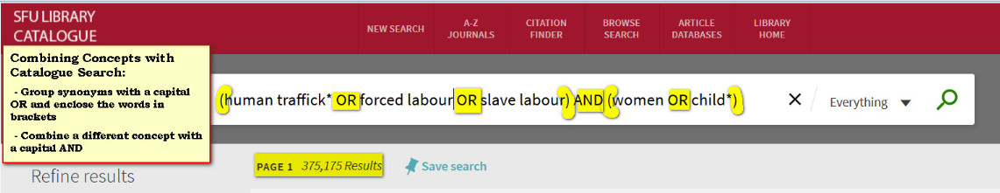 SFU LIBRARY
CATALOGUE
NEW SEARCH
A-Z
JOURNALS
CITATION
FINDER
BROWSE
SEARCH
ARTICLE
DATABASES
LIBRARY
HOME
Combining Concepts with
Catalogue Search:
- Group synonyms with a capital
OR and enclose the words in
brackets
- Combine a different concept with
a capital AND
(human traffick* OR forced labour OR slave labour) AND (women OR child*)
Everything
PAGE 1 375,175 Results
Save search
Refine results